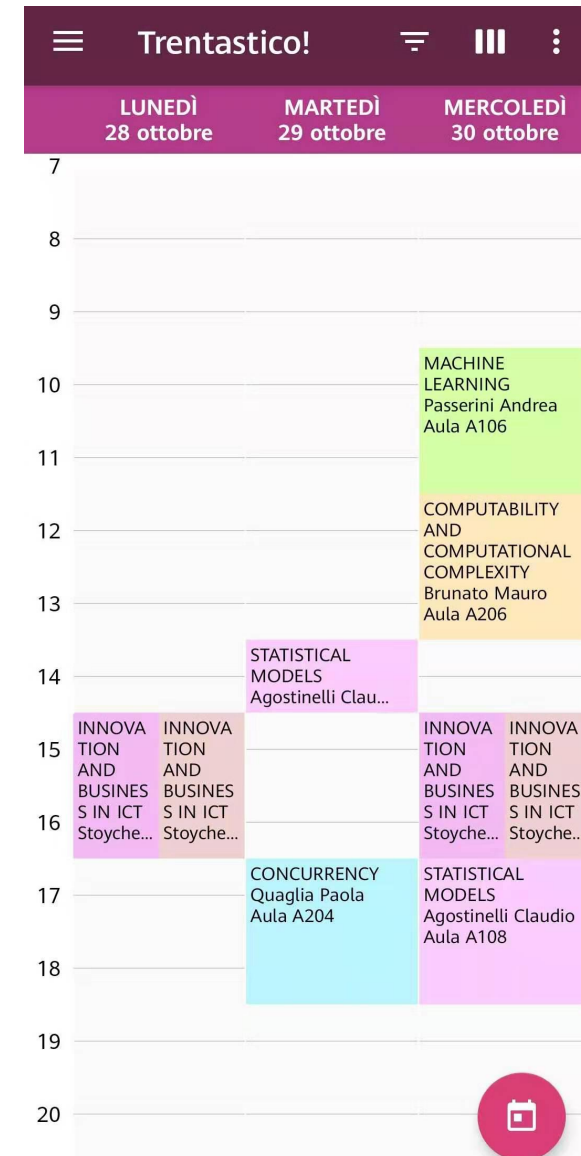 Trentastico!
LUNEDÌ
28 ottobre
MARTEDÌ
29 ottobre
MERCOLEDÌ
30 ottobre
7
8
9
10
11
12
13
14
15
16
17
18
19
20
INNOVA
TION
AND
BUSINES
S IN ICT
Stoyche...
INNOVA
TION
AND
BUSINES
S IN ICT
Stoyche...
STATISTICAL
MODELS
Agostinelli Clau...
CONCURRENCY
Quaglia Paola
Aula A204
MACHINE
LEARNING
Passerini Andrea
Aula A106
COMPUTABILITY
AND
COMPUTATIONAL
COMPLEXITY
Brunato Mauro
Aula A206
INNOVA
TION
AND
BUSINES
S IN ICT
Stoyche...
INNOVA
TION
AND
BUSINES
S IN ICT
Stoyche...
STATISTICAL
MODELS
Agostinelli Claudio
Aula A108